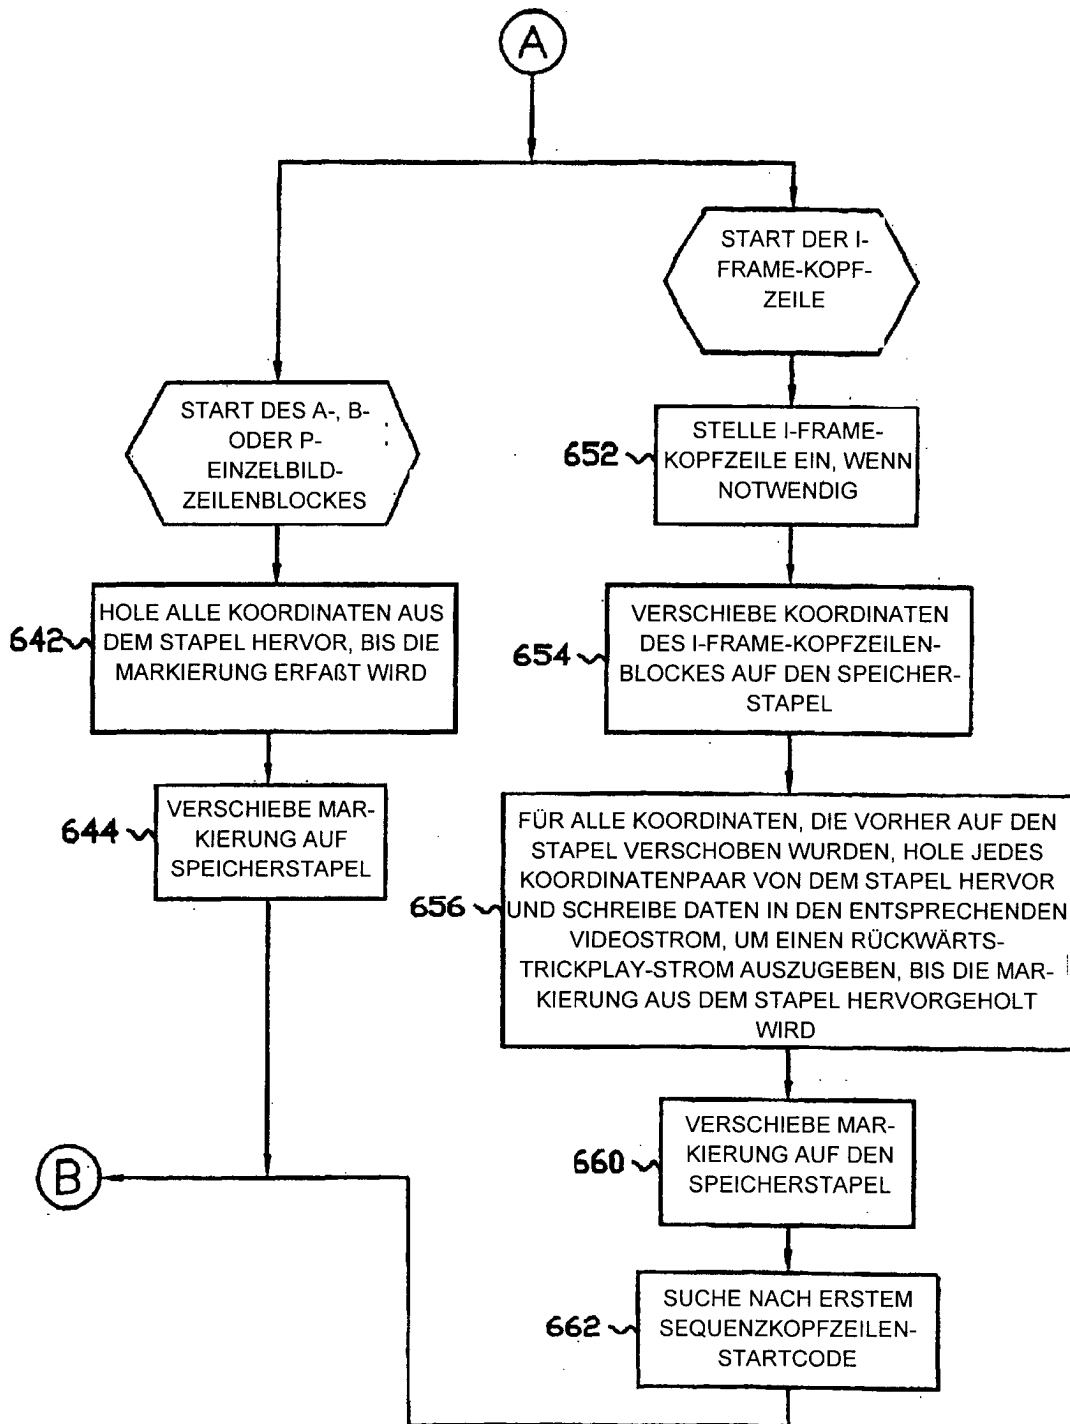 A
START DER I-
FRAME-KOPF-
ZEILE
START DES A-, B-
ODER P-
EINZELBILD-
ZEILENBLOCKES
652
STELLE I-FRAME-
KOPFZEILE EIN, WENN
NOTWENDIG
642
HOLE ALLE KOORDINATEN AUS
DEM STAPEL HERVOR, BIS DIE
MARKIERUNG ERFAßT WIRD
654
VERSCHIEBE KOORDINATEN
DES I-FRAME-KOPFZEILEN-
BLOCKES AUF DEN SPEICHER-
STAPEL
644
VERSCHIEBE MAR-
KIERUNG AUF
SPEICHERSTAPEL
656
FÜR ALLE KOORDINATEN, DIE VORHER AUF DEN
STAPEL VERSCHOBEN WURDEN, HOLE JEDES
KOORDINATENPAAR VON DEM STAPEL HERVOR
UND SCHREIBE DATEN IN DEN ENTSPRECHENDEN
VIDEOSTROM, UM EINEN RÜCKWÄRTS-
TRICKPLAY-STROM AUSZUGEBEN, BIS DIE MAR-
KIERUNG AUS DEM STAPEL HERVORGEHOLT
WIRD
660
VERSCHIEBE MAR-
KIERUNG AUF DEN
SPEICHERSTAPEL
B
662
SUCHE NACH ERSTEM
SEQUENZKOPFZEILEN-
STARTCODE